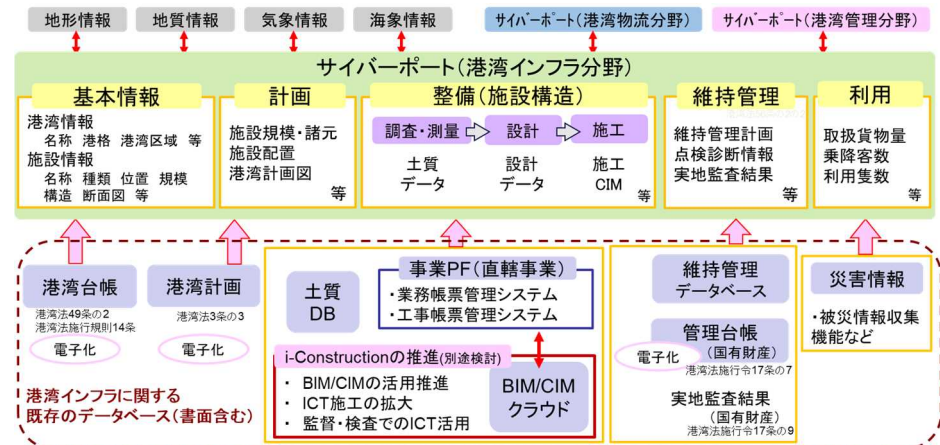 地形情報
地質情報
気象情報
海象情報
サイバーポート(港湾物流分野)
サイバーポート(港湾管理分野)
サイバーポート(港湾インフラ分野)
基本情報
港湾情報
名称 港格 港湾区域 等
施設情報
名称 種類 位置 規模
構造 断面図 等
計画
施設規模・諸元
施設配置
港湾計画図
等
整備(施設構造)
調査・測量
設計
施工
土質
データ
設計
データ
施工
CIM
等
維持管理
維持管理計画
点検診断情報
実地監査結果
等
利用
取扱貨物量
乗降客数
利用隻数
等
港湾台帳
港湾法49条の2
港湾法施行規則14条
電子化
港湾計画
港湾法3条の3
電子化
港湾インフラに関する
既存のデータベース(書面含む)
土質
DB
事業PF(直轄事業)
・業務帳票管理システム
・工事帳票管理システム
i-Constructionの推進(別途検討)
・ BIM/CIMの活用推進
・ ICT施工の拡大
・ 監督・検査でのICT活用
BIM/CIM
クラウド
維持管理
データベース
管理台帳
(国有財産)
電子化
港湾法施行令17条の7
実地監査結果
(国有財産)
港湾法施行令17条の9
災害情報
・被災情報収集
機能など